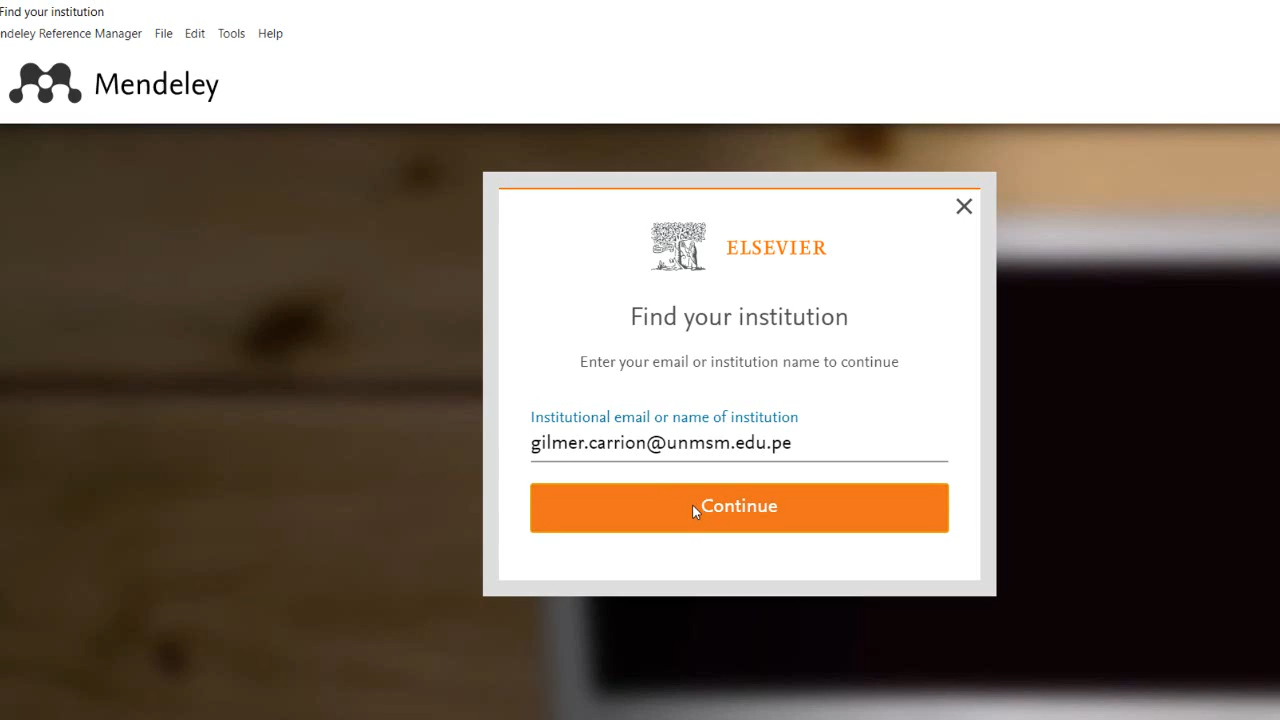 Find your institution
ndeley Reference Manager File Edit Tools Help
Mendeley
ELSEVIER
Find your institution
Enter your email or institution name to continue
Institutional email or name of institution
gilmer.carrion@unmsm.edu.pe
Continue